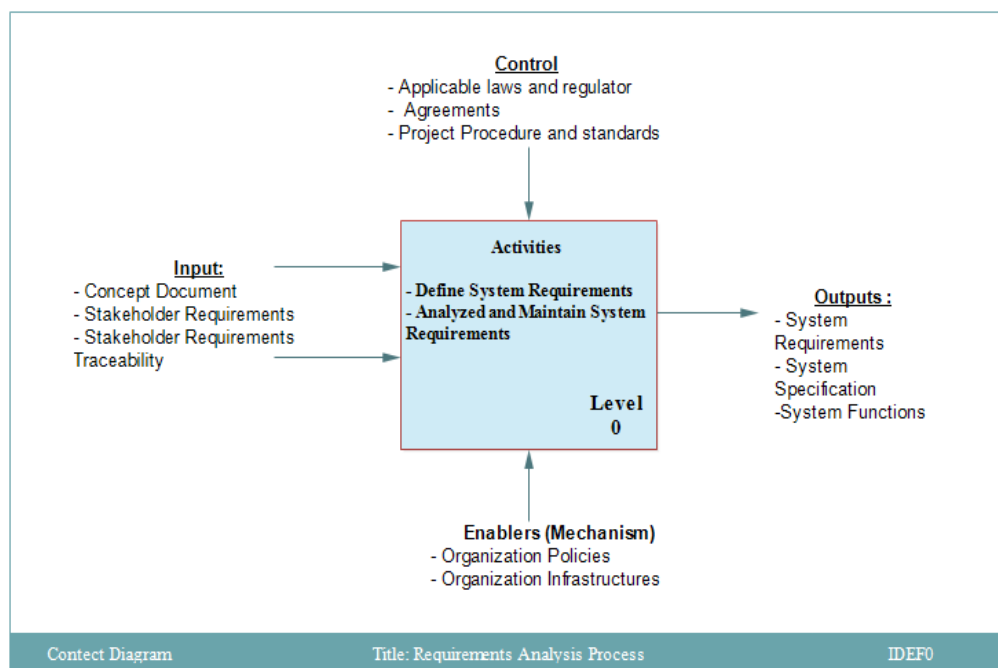 Control
- Applicable laws and regulator
- Agreements
- Project Procedure and standards
Activities
- Define System Requirements
- Analyzed and Maintain System
Requirements
Level
0
Input:
- Concept Document
- Stakeholder Requirements
- Stakeholder Requirements
Traceability
Outputs :
- System
Requirements
- System
Specification
-System Functions
Enablers (Mechanism)
- Organization Policies
- Organization Infrastructures
Contect Diagram
Title: Requirements Analysis Process
IDEF0